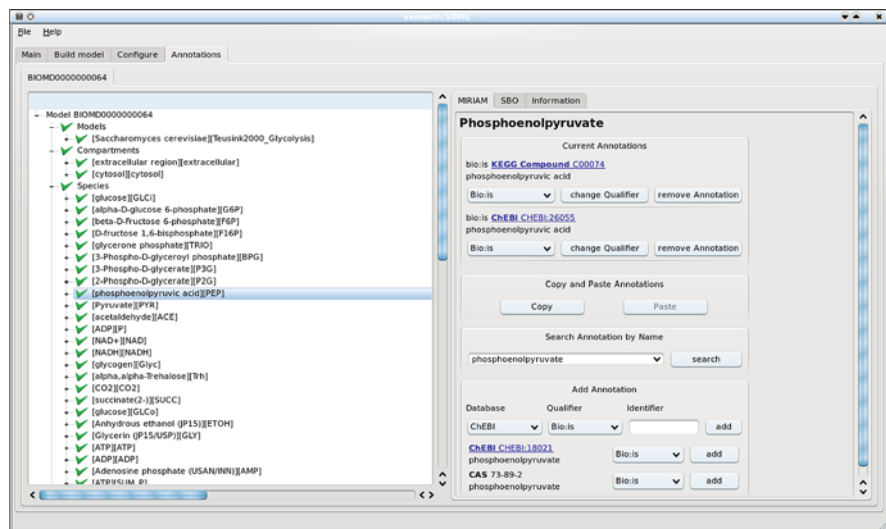 semanticSBML
File Help
Main Build model Configure Annotations
BIOMD0000000064
- Model BIOMD0000000064
- Models
+ [Saccharomyces cerevisiae][Teusink2000_Glycolysis]
- Compartments
+ [extracellular region][extracellular]
+ [cytosol][cytosol]
- Species
+ [glucose][GLCi]
+ [alpha-D-glucose 6-phosphate][G6P]
+ [beta-D-fructose 6-phosphate][F6P]
+ [D-fructose 1,6-bisphosphate][F16P]
+ [glycerone phosphate][TRIO]
+ [3-Phospho-D-glyceroyl phosphate][BPG]
+ [3-Phospho-D-glycerate][P3G]
+ [2-Phospho-D-glycerate][P2G]
+ [phosphoenolpyruvic acid][PEP]
+ [Pyruvate][PYR]
+ [acetaldehyde][ACE]
+ [ADP][P]
+ [NAD+][NAD]
+ [NADH][NADH]
+ [glycogen][Glyc]
+ [alpha,alpha-Trehalose][Trh]
+ [CO2][CO2]
+ [succinate(2-)][SUCC]
+ [glucose][GLCo]
+ [Anhydrous ethanol (JP15)][ETOH]
+ [Glycerin (JP15/USP)][GLY]
+ [ATP][ATP]
+ [ADP][ADP]
+ [Adenosine phosphate (USAN/INN)][AMP]
+ [ATP][SUM_P]
MIRIAM SBO Information
Phosphoenolpyruvate
Current Annotations
bio:is KEGG Compound C00074
phosphoenolpyruvic acid
Bio:is change Qualifier remove Annotation
bio:is ChEBI CHEBI:26055
phosphoenolpyruvic acid
Bio:is change Qualifier remove Annotation
Copy and Paste Annotations
Copy Paste
Search Annotation by Name
phosphoenolpyruvate search
Add Annotation
Database Qualifier Identifier
ChEBI Bio:is add
ChEBI CHEBI:18021
phosphoenolpyruvate
Bio:is add
CAS 73-89-2
phosphoenolpyruvate
Bio:is add